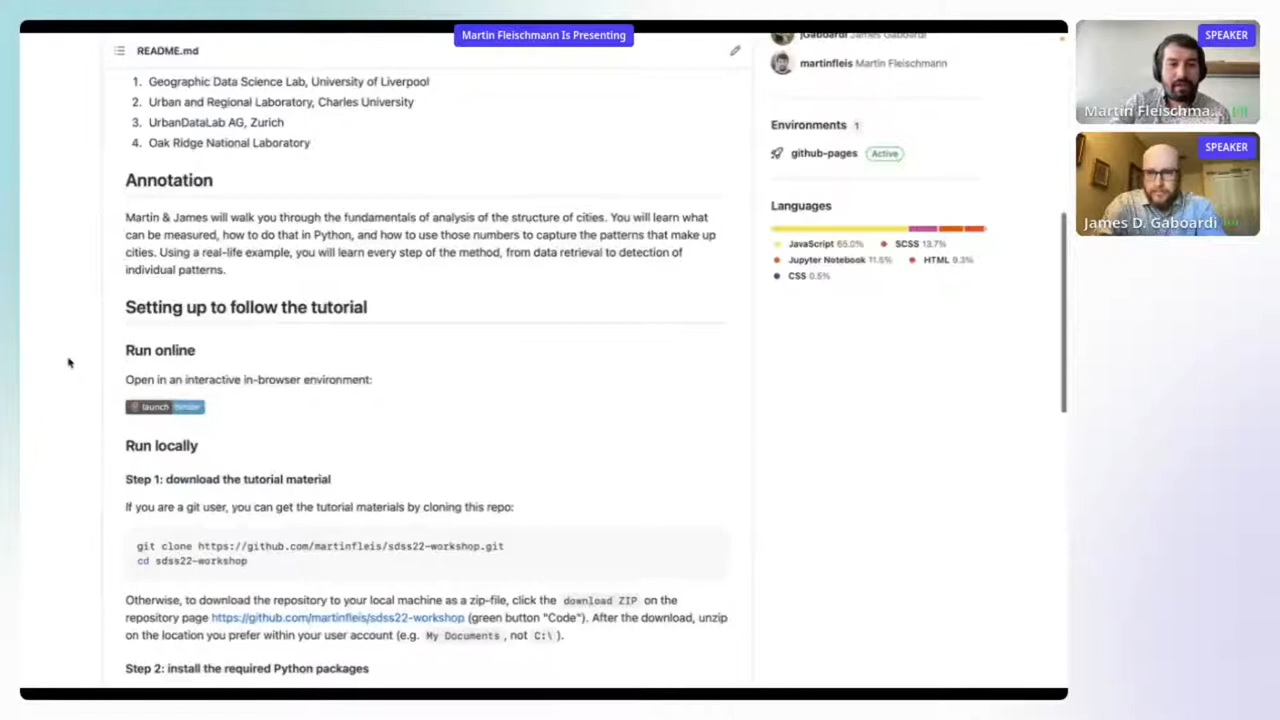 Martin Fleischmann Is Presenting
README.md
1. Geographic Data Science Lab, University of Liverpool
2. Urban and Regional Laboratory, Charles University
3. UrbanDataLab AG, Zurich
4. Oak Ridge National Laboratory
Annotation
Martin & James will walk you through the fundamentals of analysis of the structure of cities. You will learn what
can be measured, how to do that in Python, and how to use those numbers to capture the patterns that make up
cities. Using a real-life example, you will learn every step of the method, from data retrieval to detection of
individual patterns.
Setting up to follow the tutorial
Run online
Open in an interactive in-browser environment:
launch binder
Run locally
Step 1: download the tutorial material
If you are a git user, you can get the tutorial materials by cloning this repo:
git clone https://github.com/martinfleis/sdss22-workshop.git
cd sdss22-workshop
Otherwise, to download the repository to your local machine as a zip-file, click the download ZIP on the
repository page https://github.com/martinfleis/sdss22-workshop (green button "Code"). After the download, unzip
on the location you prefer within your user account (e.g. My Documents, not C:\).
Step 2: install the required Python packages
jGaboardi James Gaboardi
martinfleis Martin Fleischmann
Environments 1
github-pages Active
Languages
JavaScript 65.0% SCSS 13.7%
Jupyter Notebook 11.5% HTML 9.3%
CSS 0.5%
SPEAKER
Martin Fleischma...
SPEAKER
James D. Gaboardi